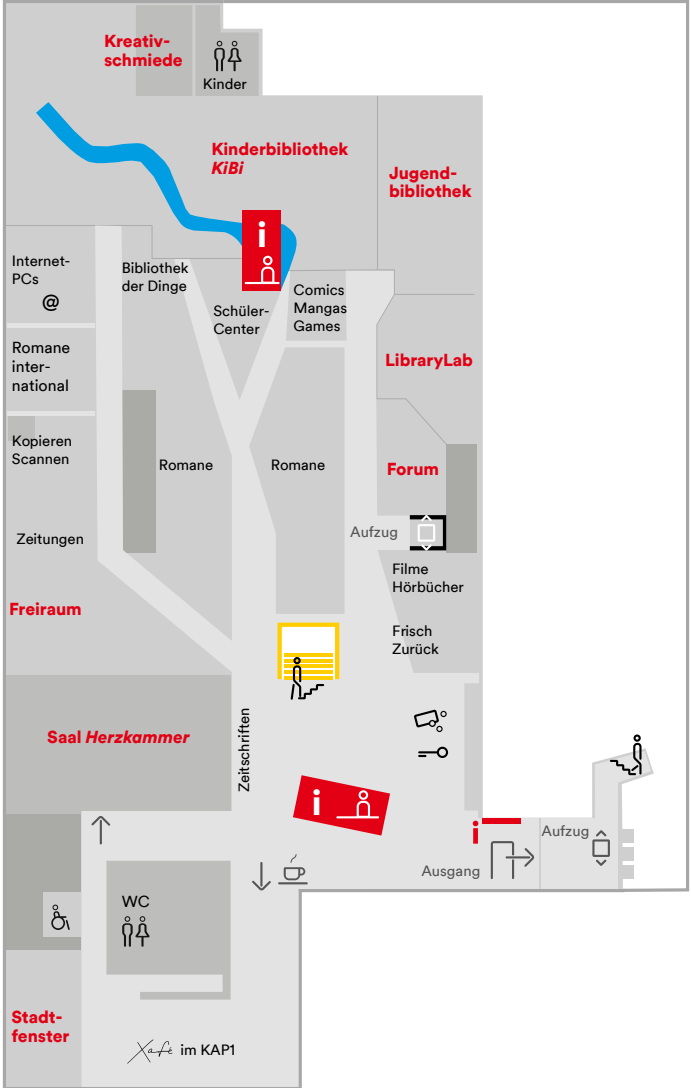 Kreativ-
schmiede
Kinder
Kinderbibliothek
KiBi
Jugend-
bibliothek
i
Internet-
PCs
@
Bibliothek
der Dinge
Schüler-
Center
Comics
Mangas
Games
Romane
inter-
national
LibraryLab
Kopieren
Scannen
Romane
Romane
Forum
Zeitungen
Aufzug
Filme
Hörbücher
Freiraum
Frisch
Zurück
Saal Herzkammer
Zeitschriften
i
i
Aufzug
Ausgang
WC
Stadt-
fenster
Xafé im KAP1